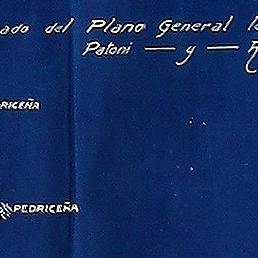 ado del Plano General
Patoni — y —
RICEÑA
PEDRICEÑA